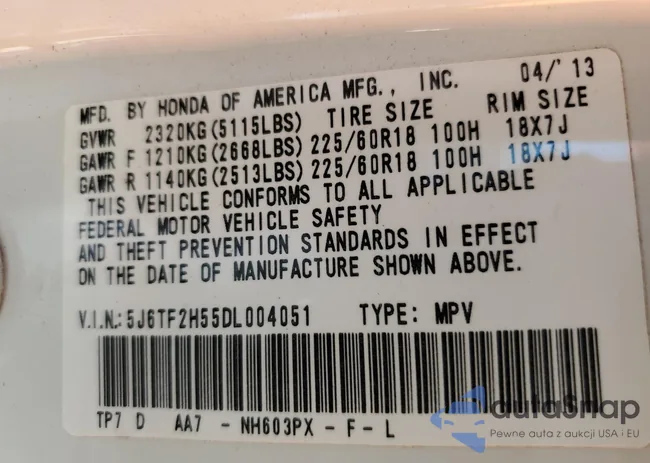 MFD. BY HONDA OF AMERICA MFG., INC. 04/'13
GVWR 2320KG(5115LBS) TIRE SIZE RIM SIZE
GAWR F 1210KG(2668LBS) 225/60R18 100H 18X7J
GAWR R 1140KG(2513LBS) 225/60R18 100H 18X7J
THIS VEHICLE CONFORMS TO ALL APPLICABLE
FEDERAL MOTOR VEHICLE SAFETY
AND THEFT PREVENTION STANDARDS IN EFFECT
ON THE DATE OF MANUFACTURE SHOWN ABOVE.
V.I.N.: 5J6TF2H55DL004051 TYPE: MPV
TP7 D AA7 - NH603PX - F - L
autaSnap
Pewne auta z aukcji USA i EU